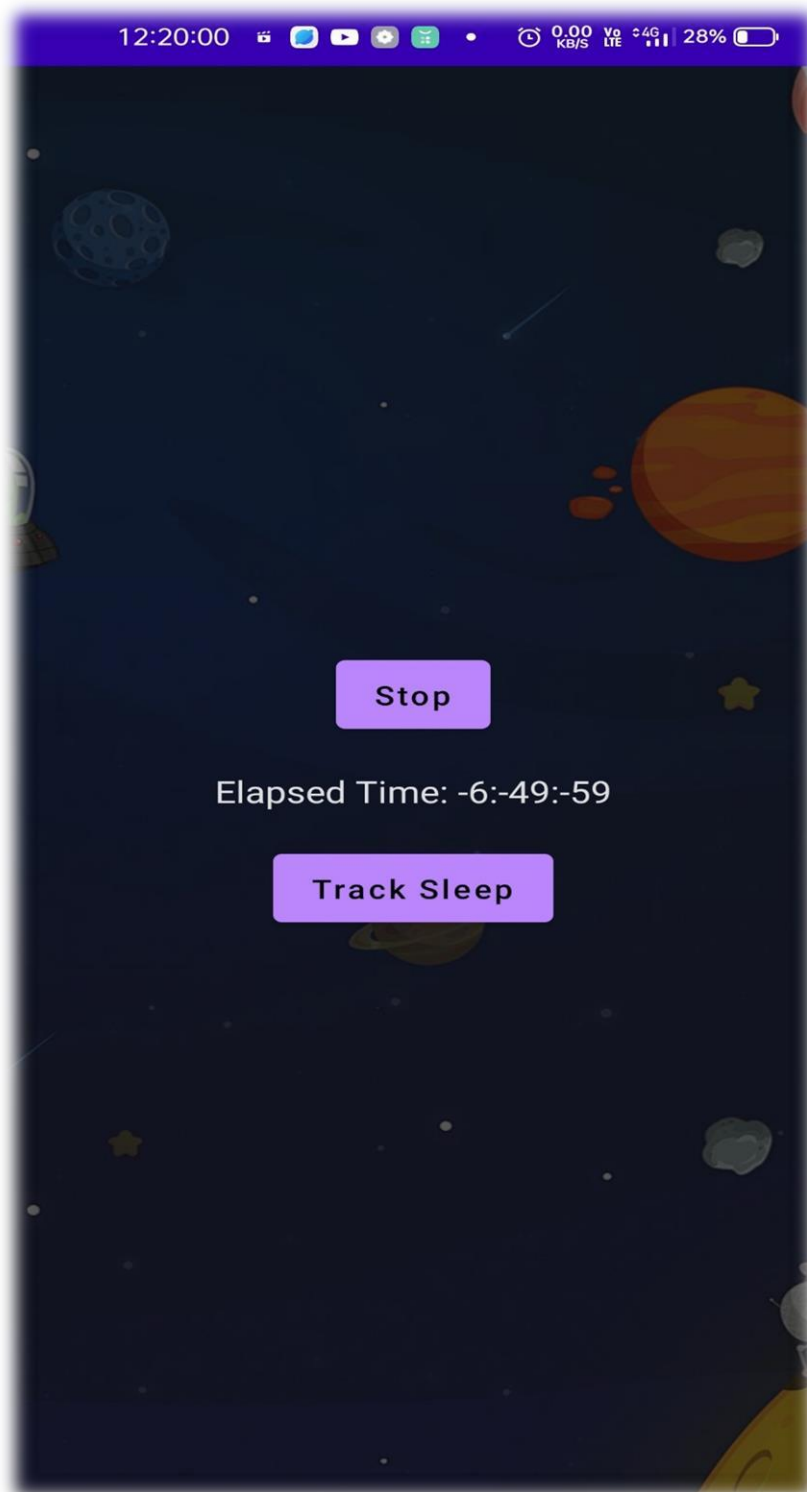 12:20:00 0.00 KB/S Vo LTE 4G 28%
Stop
Elapsed Time: -6:-49:-59
Track Sleep